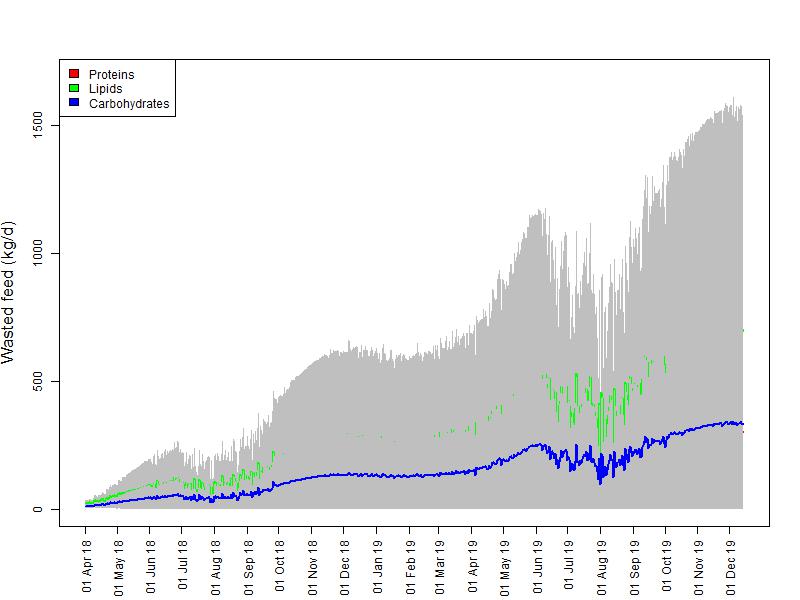 Proteins
Lipids
Carbohydrates
Wasted feed (kg/d)
1500
1000
500
0
01 Apr 18
01 May 18
01 Jun 18
01 Jul 18
01 Aug 18
01 Sep 18
01 Oct 18
01 Nov 18
01 Dec 18
01 Jan 19
01 Feb 19
01 Mar 19
01 Apr 19
01 May 19
01 Jun 19
01 Jul 19
01 Aug 19
01 Sep 19
01 Oct 19
01 Nov 19
01 Dec 19